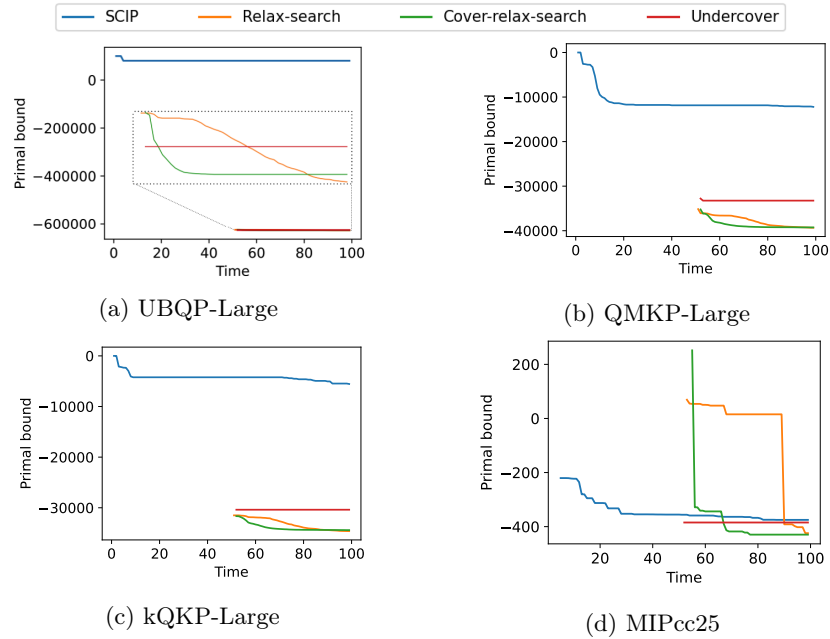 SCIP Relax-search Cover-relax-search Undercover
Primal bound
0
−200000
−400000
−600000
0 20 40 60 80 100
Time
(a) UBQP-Large
Primal bound
0
−10000
−20000
−30000
−40000
0 20 40 60 80 100
Time
(b) QMKP-Large
Primal bound
0
−10000
−20000
−30000
0 20 40 60 80 100
Time
(c) kQKP-Large
Primal bound
200
0
−200
−400
20 40 60 80 100
Time
(d) MIPcc25